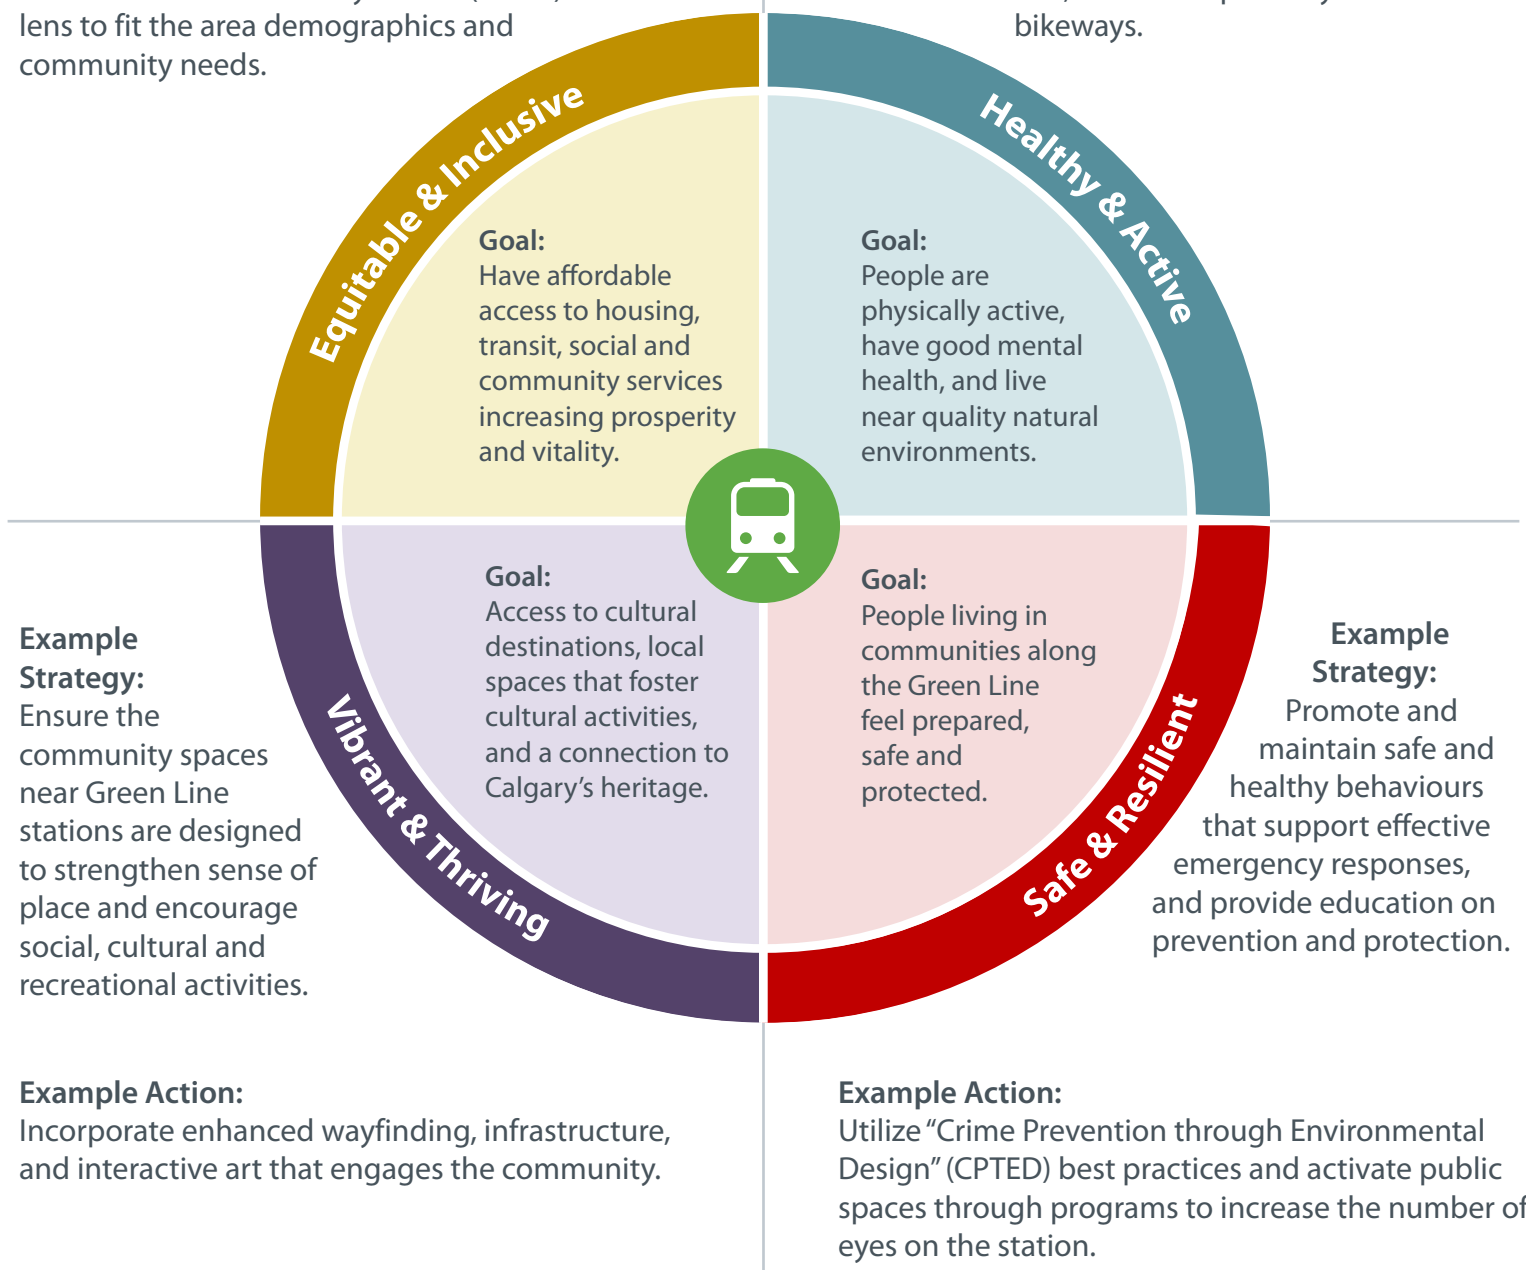 lens to fit the area demographics and
community needs.
bikeways.
Equitable & Inclusive
Goal:
Have affordable
access to housing,
transit, social and
community services
increasing prosperity
and vitality.
Healthy & Active
Goal:
People are
physically active,
have good mental
health, and live
near quality natural
environments.
Example
Strategy:
Ensure the
community spaces
near Green Line
stations are designed
to strengthen sense of
place and encourage
social, cultural and
recreational activities.
Vibrant & Thriving
Goal:
Access to cultural
destinations, local
spaces that foster
cultural activities,
and a connection to
Calgary’s heritage.
Goal:
People living in
communities along
the Green Line
feel prepared,
safe and
protected.
Safe & Resilient
Example
Strategy:
Promote and
maintain safe and
healthy behaviours
that support effective
emergency responses,
and provide education on
prevention and protection.
Example Action:
Incorporate enhanced wayfinding, infrastructure,
and interactive art that engages the community.
Example Action:
Utilize “Crime Prevention through Environmental
Design” (CPTED) best practices and activate public
spaces through programs to increase the number of
eyes on the station.